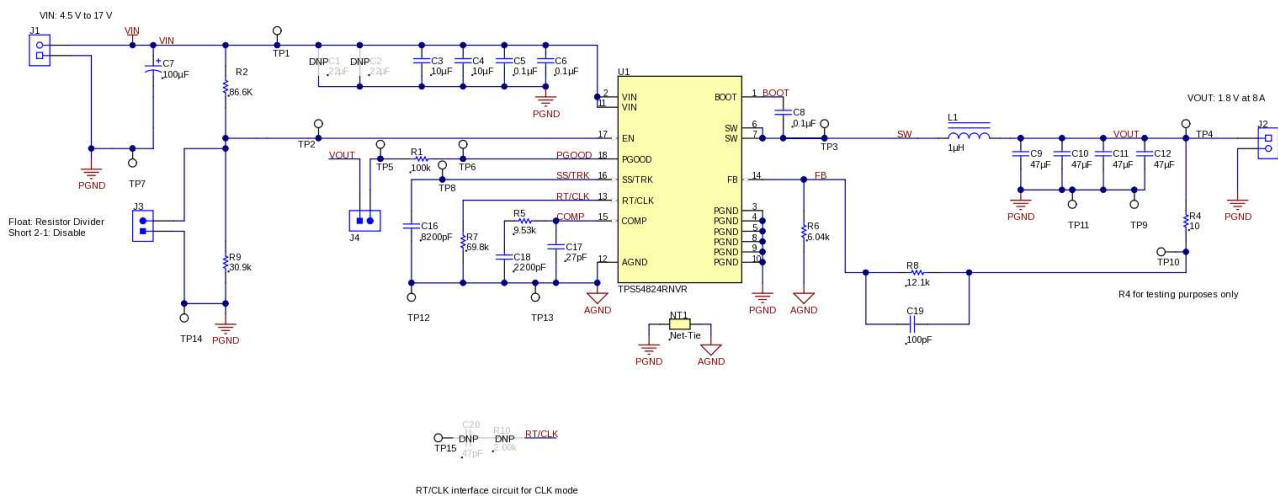 VIN: 4.5 V to 17 V
J1
VIN
VIN
C7
100µF
TP7
PGND
R2
86.6K
TP1
DNP
C1
22µF
DNP
C2
22µF
C3
10µF
C4
10µF
C5
0.1µF
C6
0.1µF
PGND
TP2
VOUT
TP5
R1
100k
TP6
PGOOD
TP8
SS/TRK
RT/CLK
COMP
J4
C16
8200pF
R7
69.8k
R5
9.53k
C18
2200pF
C17
27pF
TP12
TP13
AGND
Float: Resistor Divider
Short 2-1: Disable
J3
R9
30.9k
TP14
PGND
U1
2 VIN
11 VIN
17 EN
18 PGOOD
16 SS/TRK
13 RT/CLK
15 COMP
12 AGND
BOOT 1
SW 6
SW 7
FB 14
PGND 3
PGND 4
PGND 5
PGND 8
PGND 9
PGND 10
TPS54824RNVR
BOOT
C8
0.1µF
TP3
SW
L1
1µH
FB
R6
6.04k
PGND
AGND
NT1
Net-Tie
PGND
AGND
C9
47µF
C10
47µF
C11
47µF
C12
47µF
VOUT
PGND
TP11
TP9
VOUT: 1.8 V at 8 A
TP4
J2
PGND
R4
10
TP10
R4 for testing purposes only
R8
12.1k
C19
100pF
TP15
C20
DNP
47pF
R10
DNP
2.00k
RT/CLK
RT/CLK interface circuit for CLK mode